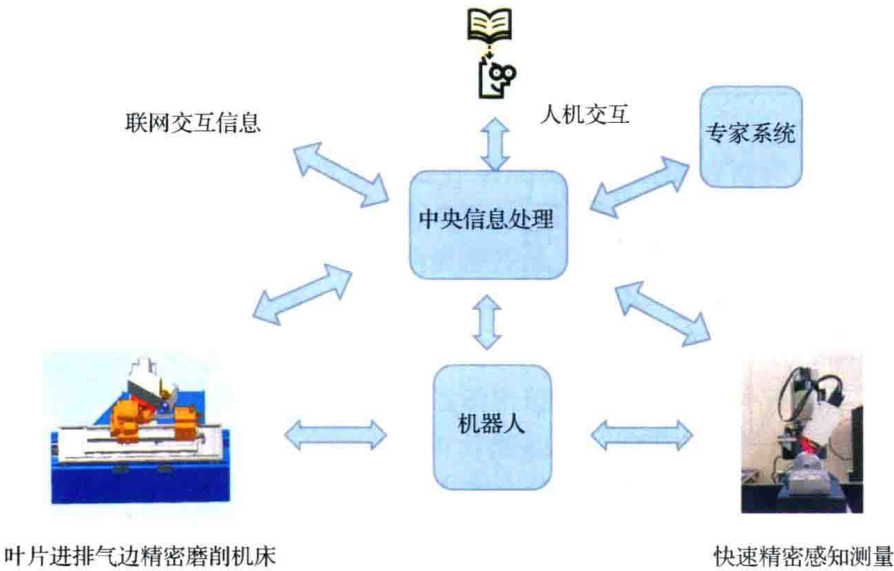 联网交互信息
人机交互
专家系统
中央信息处理
机器人
叶片进排气边精密磨削机床
快速精密感知测量